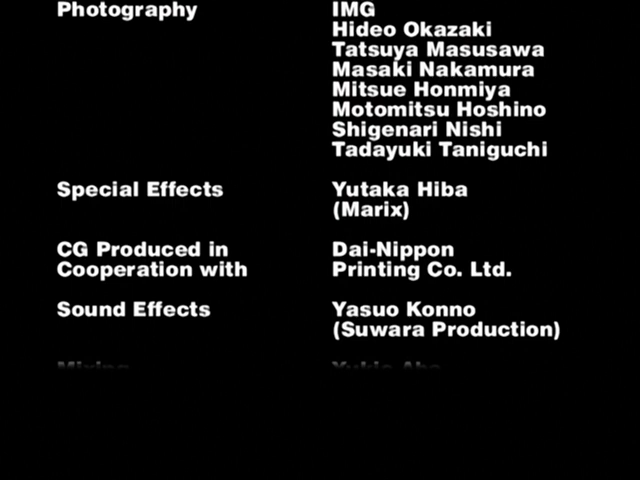 Photography IMG
Hideo Okazaki
Tatsuya Masusawa
Masaki Nakamura
Mitsue Honmiya
Motomitsu Hoshino
Shigenari Nishi
Tadayuki Taniguchi
Special Effects Yutaka Hiba
(Marix)
CG Produced in Dai-Nippon
Cooperation with Printing Co. Ltd.
Sound Effects Yasuo Konno
(Suwara Production)
Mixing